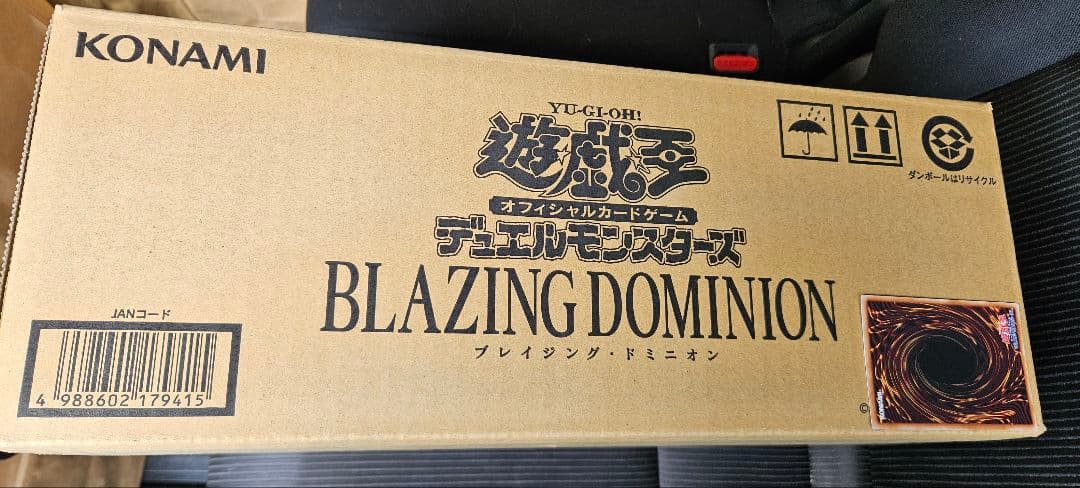 KONAMI
YU-GI-OH!
遊☆戯☆王
オフィシャルカードゲーム
デュエルモンスターズ
BLAZING DOMINION
ブレイジング・ドミニオン
ダンボールはリサイクル
JANコード
4 988602 179415
©